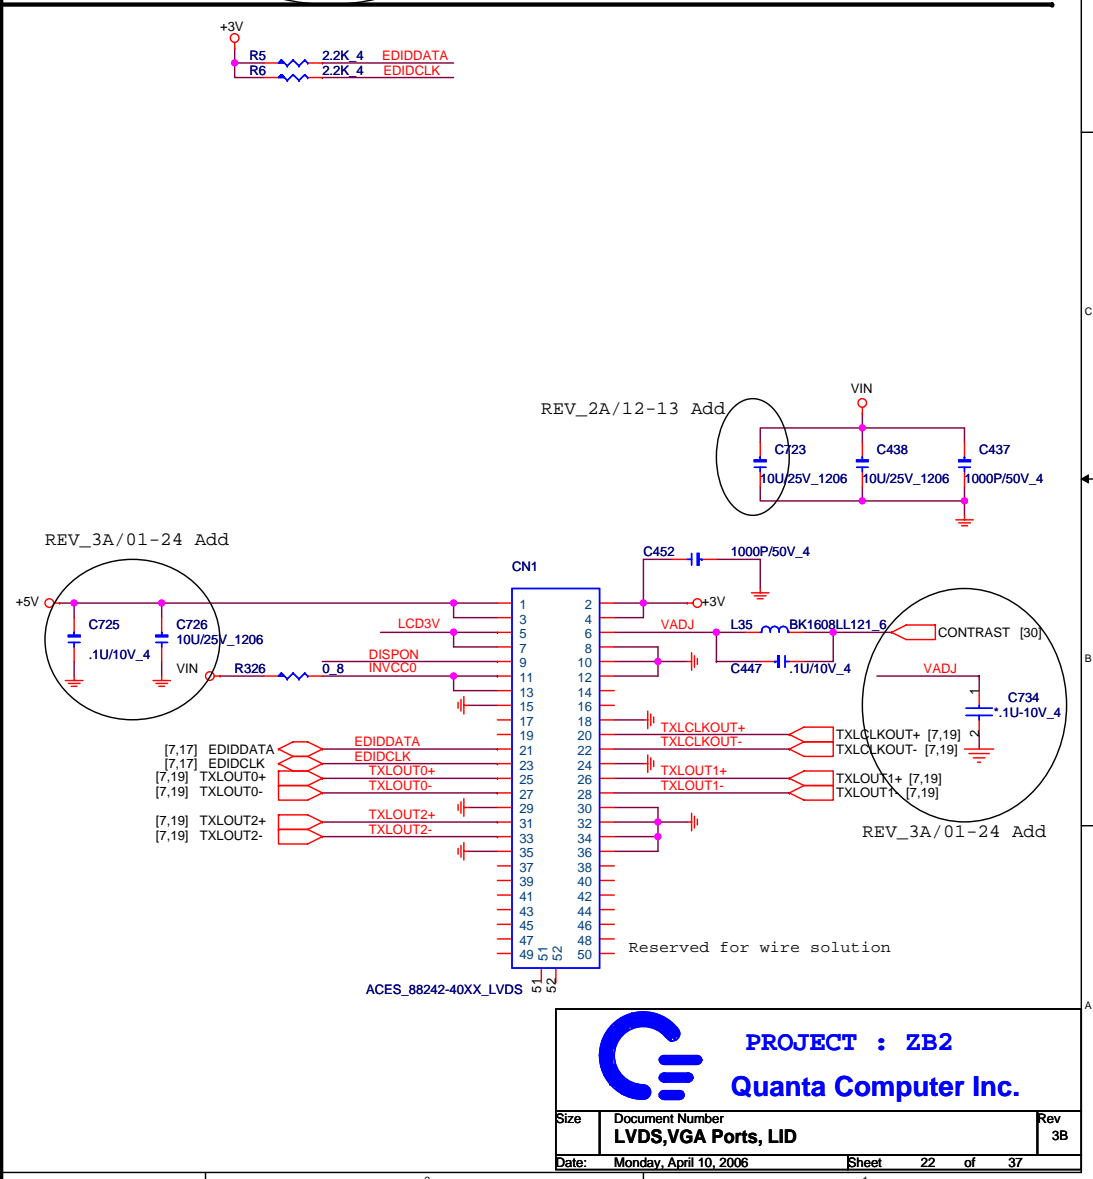 +3V
R5 2.2K_4 EDIDDATA
R6 2.2K_4 EDIDCLK
C
VIN
REV_2A/12-13 Add
C723 C438 C437
10U/25V_1206 10U/25V_1206 1000P/50V_4
REV_3A/01-24 Add
C452 1000P/50V_4
CN1
+5V
1 2 +3V
3 4
C725 C726
.1U/10V_4 10U/25V_1206
LCD3V 5 6 VADJ L35 BK1608LL121_6 CONTRAST [30]
7 8
DISPON 9 10 C447 .1U/10V_4
B
VIN R326 0_8 INVCC0 11 12 VADJ
13 14
15 16
1 C734
*.1U-10V_4
2
17 18
19 20 TXLCLKOUT+ TXLCLKOUT+ [7,19]
[7,17] EDIDDATA EDIDDATA 21 22 TXLCLKOUT- TXLCLKOUT- [7,19]
[7,17] EDIDCLK EDIDCLK 23 24
[7,19] TXLOUT0+ TXLOUT0+ 25 26 TXLOUT1+ TXLOUT1+ [7,19]
[7,19] TXLOUT0- TXLOUT0- 27 28 TXLOUT1- TXLOUT1- [7,19]
29 30
[7,19] TXLOUT2+ TXLOUT2+ 31 32
REV_3A/01-24 Add
[7,19] TXLOUT2- TXLOUT2- 33 34
35 36
37 38
39 40
41 42
43 44
45 46
47 48
49 51 52 50
Reserved for wire solution
ACES_88242-40XX_LVDS 51 52
A
PROJECT : ZB2
Quanta Computer Inc.
Size Document Number Rev
LVDS,VGA Ports, LID 3B
Date: Monday, April 10, 2006 Sheet 22 of 37